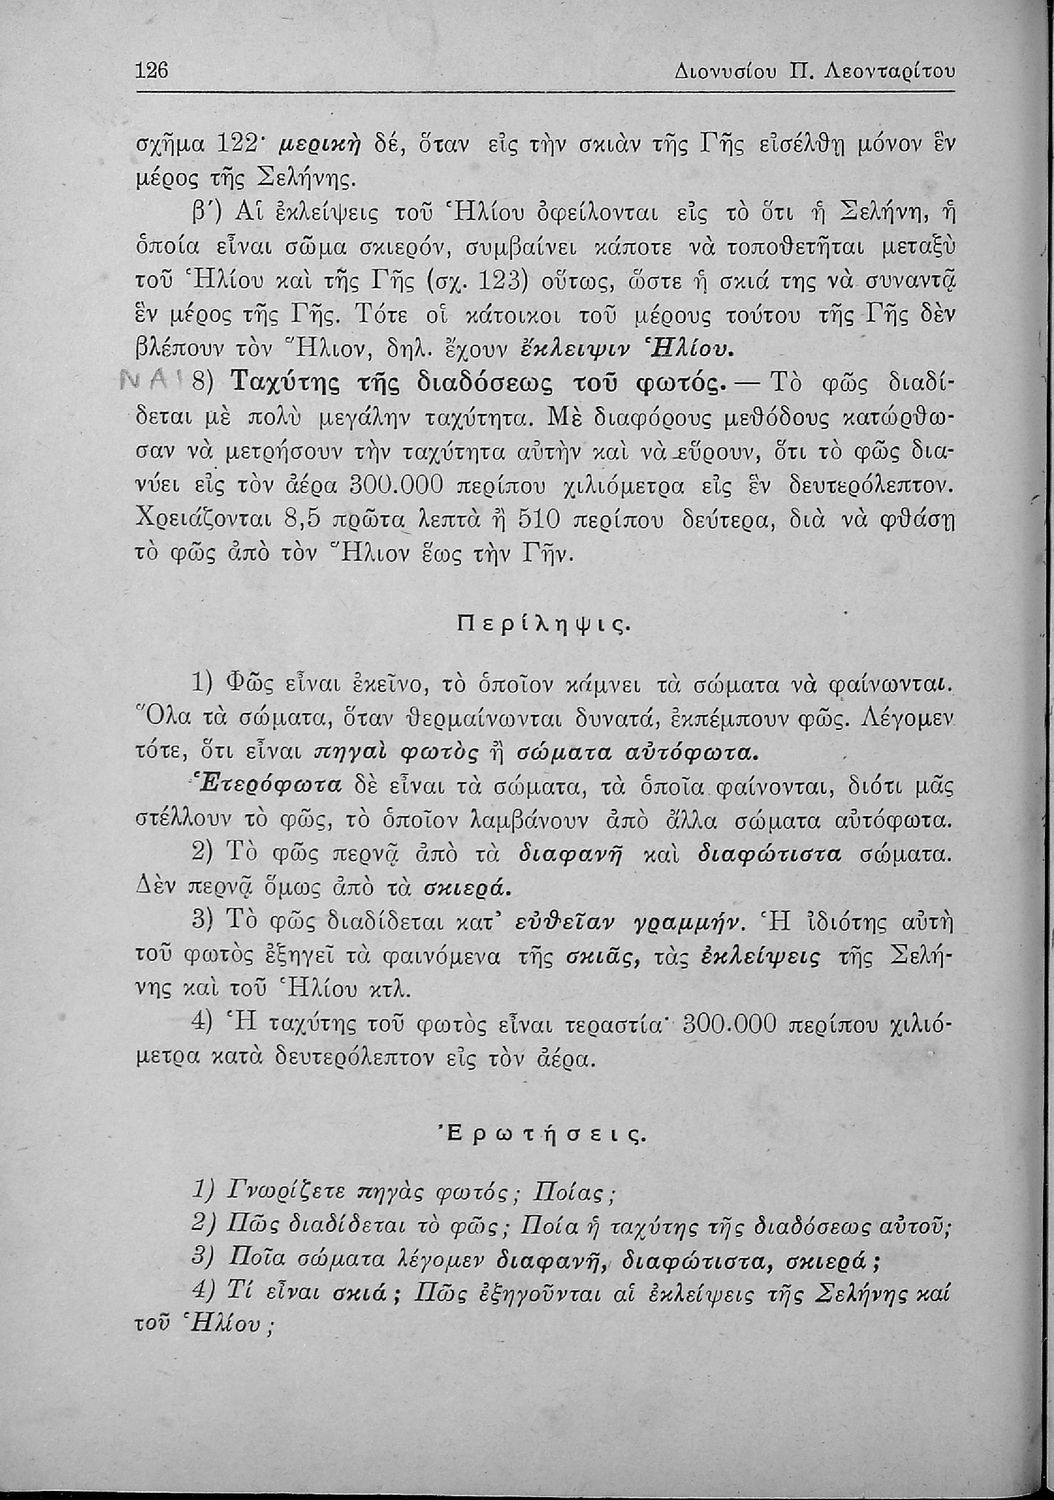 126 Διονυσίου Π. Λεονταρίτου
σχῆμα 122· μερικὴ δέ, ὅταν εἰς τὴν σκιὰν τῆς Γῆς εἰσέλθῃ μόνον ἓν
μέρος τῆς Σελήνης.
β΄) Αἱ ἐκλείψεις τοῦ Ἡλίου ὀφείλονται εἰς τὸ ὅτι ἡ Σελήνη, ἡ
ὁποία εἶναι σῶμα σκιερόν, συμβαίνει κάποτε νὰ τοποθετῆται μεταξὺ
τοῦ Ἡλίου καὶ τῆς Γῆς (σχ. 123) οὕτως, ὥστε ἡ σκιά της νὰ συναντᾷ
ἓν μέρος τῆς Γῆς. Τότε οἱ κάτοικοι τοῦ μέρους τούτου τῆς Γῆς δὲν
βλέπουν τὸν Ἥλιον, δηλ. ἔχουν ἔκλειψιν Ἡλίου.
ΝΑΙ 8) Ταχύτης τῆς διαδόσεως τοῦ φωτός. — Τὸ φῶς διαδί-
δεται μὲ πολὺ μεγάλην ταχύτητα. Μὲ διαφόρους μεθόδους κατώρθω-
σαν νὰ μετρήσουν τὴν ταχύτητα αὐτὴν καὶ νὰ εὕρουν, ὅτι τὸ φῶς δια-
νύει εἰς τὸν ἀέρα 300.000 περίπου χιλιόμετρα εἰς ἓν δευτερόλεπτον.
Χρειάζονται 8,5 πρῶτα λεπτὰ ἢ 510 περίπου δεύτερα, διὰ νὰ φθάσῃ
τὸ φῶς ἀπὸ τὸν Ἥλιον ἕως τὴν Γῆν.
Περίληψις.
1) Φῶς εἶναι ἐκεῖνο, τὸ ὁποῖον κάμνει τὰ σώματα νὰ φαίνωνται.
Ὅλα τὰ σώματα, ὅταν θερμαίνωνται δυνατά, ἐκπέμπουν φῶς. Λέγομεν
τότε, ὅτι εἶναι πηγαὶ φωτὸς ἢ σώματα αὐτόφωτα.
Ἑτερόφωτα δὲ εἶναι τὰ σώματα, τὰ ὁποῖα φαίνονται, διότι μᾶς
στέλλουν τὸ φῶς, τὸ ὁποῖον λαμβάνουν ἀπὸ ἄλλα σώματα αὐτόφωτα.
2) Τὸ φῶς περνᾷ ἀπὸ τὰ διαφανῆ καὶ διαφώτιστα σώματα.
Δὲν περνᾷ ὅμως ἀπὸ τὰ σκιερά.
3) Τὸ φῶς διαδίδεται κατ' εὐθεῖαν γραμμήν. Ἡ ἰδιότης αὐτὴ
τοῦ φωτὸς ἐξηγεῖ τὰ φαινόμενα τῆς σκιᾶς, τὰς ἐκλείψεις τῆς Σελή-
νης καὶ τοῦ Ἡλίου κτλ.
4) Ἡ ταχύτης τοῦ φωτὸς εἶναι τεραστία· 300.000 περίπου χιλιό-
μετρα κατὰ δευτερόλεπτον εἰς τὸν ἀέρα.
Ἐρωτήσεις.
1) Γνωρίζετε πηγὰς φωτός; Ποίας;
2) Πῶς διαδίδεται τὸ φῶς; Ποία ἡ ταχύτης τῆς διαδόσεως αὐτοῦ;
3) Ποῖα σώματα λέγομεν διαφανῆ, διαφώτιστα, σκιερά;
4) Τί εἶναι σκιά; Πῶς ἐξηγοῦνται αἱ ἐκλείψεις τῆς Σελήνης καί
τοῦ Ἡλίου;